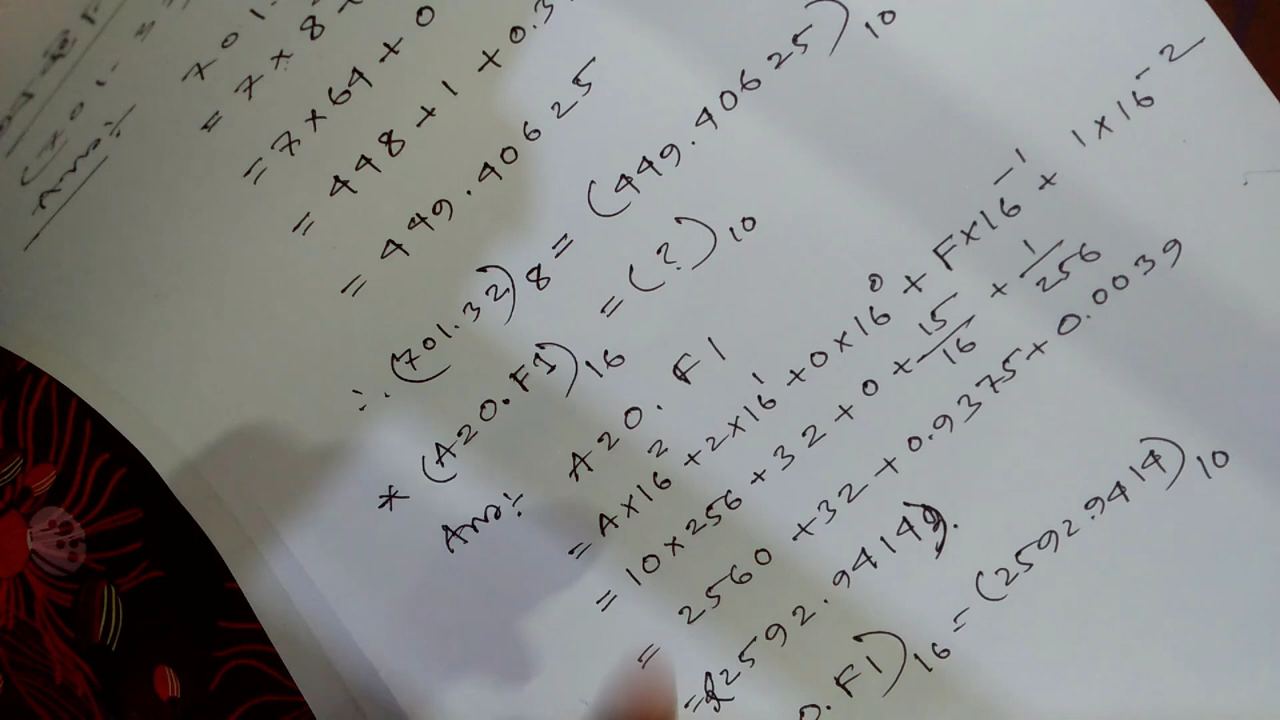 7 0 1 .
= 7 × 8
= 7 × 64 × 0
= 448 × 1 × 0.3
= 449.40625
∴ (701.32)8 = (449.40625)10
* (A20.F1)16 = (?)10
Ans: A20.F1
= A×16² × 2×16¹ × 0×16⁰ × F×16⁻¹ × 1×16⁻²
= 10×256 × 32 × 0 × 15/16 × 1/256
= 2560 × 32 × 0.9375 × 0.0039
= 2592.9414
0.F1)16 = (2592.9414)10